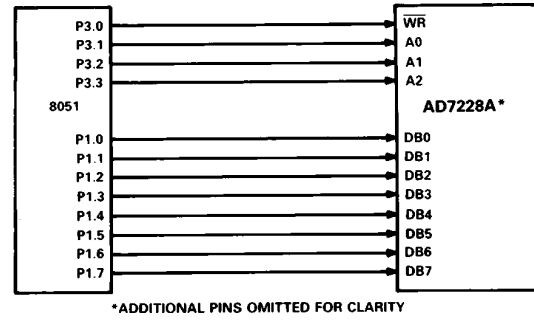 P3.0 W̅R̅
P3.1 A0
P3.2 A1
P3.3 A2
8051 AD7228A*
P1.0 DB0
P1.1 DB1
P1.2 DB2
P1.3 DB3
P1.4 DB4
P1.5 DB5
P1.6 DB6
P1.7 DB7
*ADDITIONAL PINS OMITTED FOR CLARITY